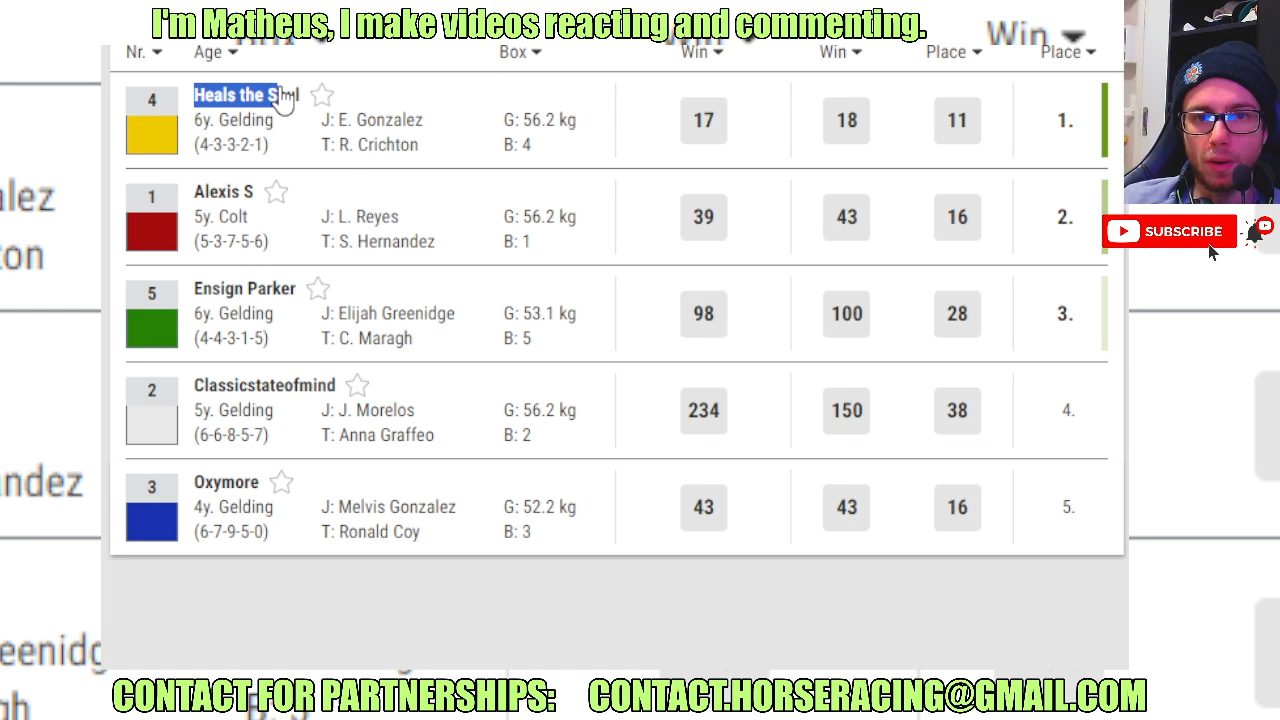 I'm Matheus, I make videos reacting and commenting.
Win
Nr. Age Box Win Win Place Place
4 Heals the Soul 17 18 11 1.
6y. Gelding J: E. Gonzalez G: 56.2 kg
(4-3-3-2-1) T: R. Crichton B: 4
SUBSCRIBE
1 Alexis S 39 43 16 2.
5y. Colt J: L. Reyes G: 56.2 kg
(5-3-7-5-6) T: S. Hernandez B: 1
5 Ensign Parker 98 100 28 3.
6y. Gelding J: Elijah Greenidge G: 53.1 kg
(4-4-3-1-5) T: C. Maragh B: 5
2 Classicstateofmind 234 150 38 4.
5y. Gelding J: J. Morelos G: 56.2 kg
(6-6-8-5-7) T: Anna Graffeo B: 2
3 Oxymore 43 43 16 5.
4y. Gelding J: Melvis Gonzalez G: 52.2 kg
(6-7-9-5-0) T: Ronald Coy B: 3
CONTACT FOR PARTNERSHIPS: CONTACT.HORSERACING@GMAIL.COM